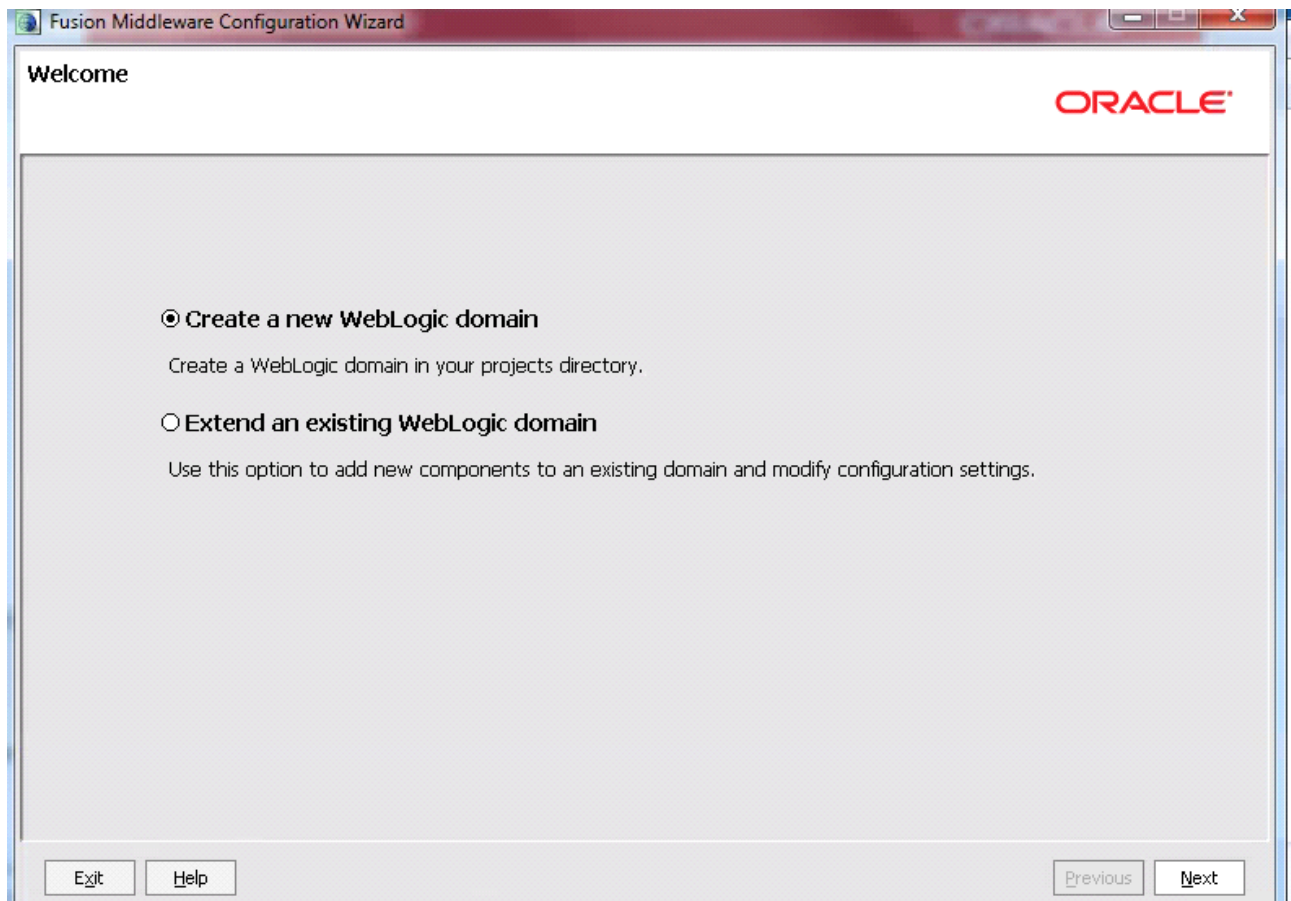 Fusion Middleware Configuration Wizard
Welcome
ORACLE
Create a new WebLogic domain
Create a WebLogic domain in your projects directory.
Extend an existing WebLogic domain
Use this option to add new components to an existing domain and modify configuration settings.
Exit Help Previous Next